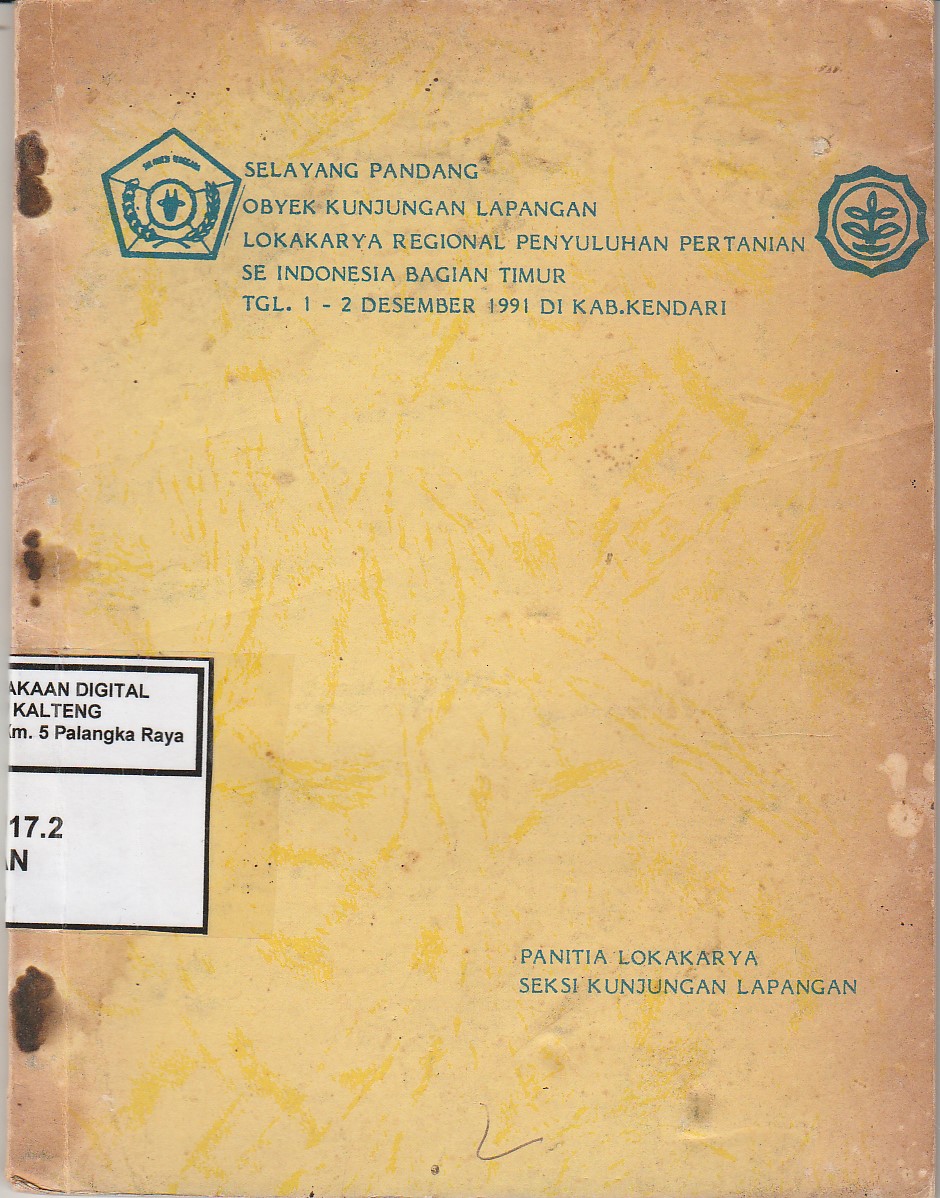 SELAYANG PANDANG
OBYEK KUNJUNGAN LAPANGAN
LOKAKARYA REGIONAL PENYULUHAN PERTANIAN
SE INDONESIA BAGIAN TIMUR
TGL. 1 - 2 DESEMBER 1991 DI KAB.KENDARI
AKAAN DIGITAL
KALTENG
Km. 5 Palangka Raya
17.2
AN
PANITIA LOKAKARYA
SEKSI KUNJUNGAN LAPANGAN